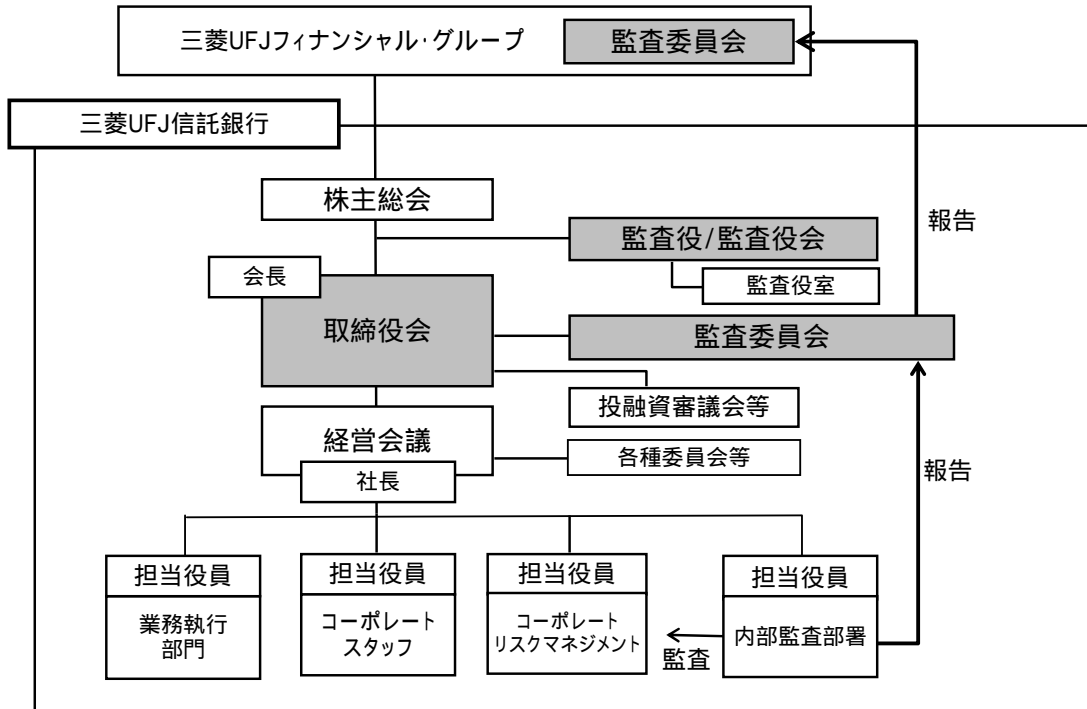 三菱UFJフィナンシャル・グループ
監査委員会
三菱UFJ信託銀行
株主総会
報告
監査役/監査役会
監査役室
会長
取締役会
監査委員会
投融資審議会等
経営会議
各種委員会等
社長
報告
担当役員
業務執行
部門
担当役員
コーポレート
スタッフ
担当役員
コーポレート
リスクマネジメント
監査
担当役員
内部監査部署